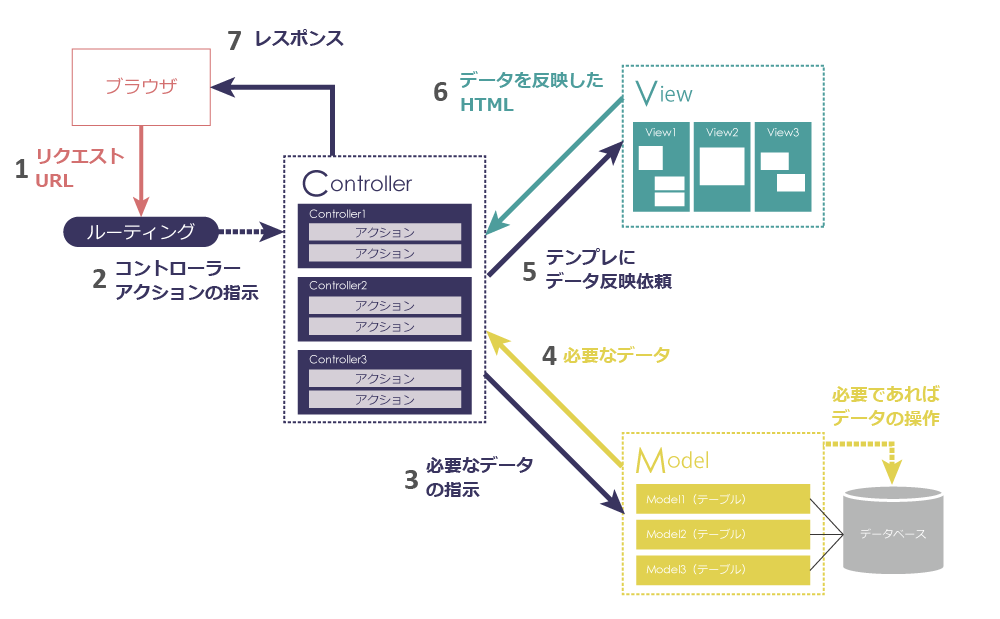 7 レスポンス
ブラウザ
1 リクエスト
URL
ルーティング
2 コントローラー
アクションの指示
Controller
Controller1
アクション
アクション
Controller2
アクション
アクション
Controller3
アクション
アクション
6 データを反映した
HTML
View
View1
View2
View3
5 テンプレに
データ反映依頼
4 必要なデータ
3 必要なデータ
の指示
Model
Model1（テーブル）
Model2（テーブル）
Model3（テーブル）
必要であれば
データの操作
データベース